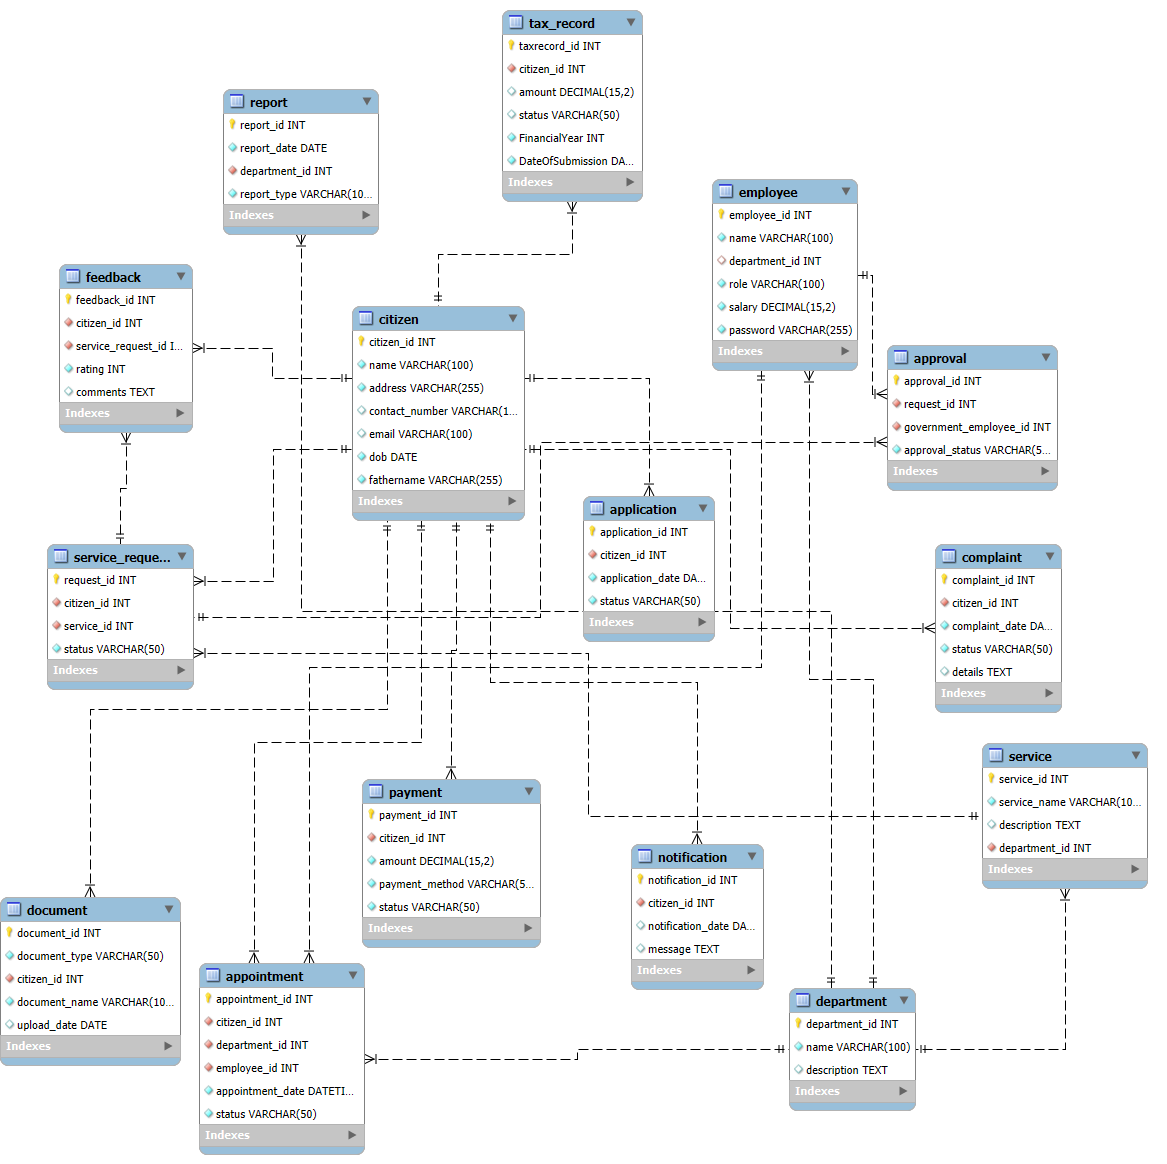 tax_record
taxrecord_id INT
citizen_id INT
amount DECIMAL(15,2)
status VARCHAR(50)
FinancialYear INT
DateOfSubmission DA...
Indexes
report
report_id INT
report_date DATE
department_id INT
report_type VARCHAR(10...
Indexes
employee
employee_id INT
name VARCHAR(100)
department_id INT
role VARCHAR(100)
salary DECIMAL(15,2)
password VARCHAR(255)
Indexes
feedback
feedback_id INT
citizen_id INT
service_request_id I...
rating INT
comments TEXT
Indexes
citizen
citizen_id INT
name VARCHAR(100)
address VARCHAR(255)
contact_number VARCHAR(1...
email VARCHAR(100)
dob DATE
fathername VARCHAR(255)
Indexes
approval
approval_id INT
request_id INT
government_employee_id INT
approval_status VARCHAR(5...
Indexes
application
application_id INT
citizen_id INT
application_date DA...
status VARCHAR(50)
Indexes
service_reque...
request_id INT
citizen_id INT
service_id INT
status VARCHAR(50)
Indexes
complaint
complaint_id INT
citizen_id INT
complaint_date DA...
status VARCHAR(50)
details TEXT
Indexes
service
service_id INT
service_name VARCHAR(10...
description TEXT
department_id INT
Indexes
payment
payment_id INT
citizen_id INT
amount DECIMAL(15,2)
payment_method VARCHAR(5...
status VARCHAR(50)
Indexes
notification
notification_id INT
citizen_id INT
notification_date DA...
message TEXT
Indexes
document
document_id INT
document_type VARCHAR(50)
citizen_id INT
document_name VARCHAR(10...
upload_date DATE
Indexes
appointment
appointment_id INT
citizen_id INT
department_id INT
employee_id INT
appointment_date DATETI...
status VARCHAR(50)
Indexes
department
department_id INT
name VARCHAR(100)
description TEXT
Indexes